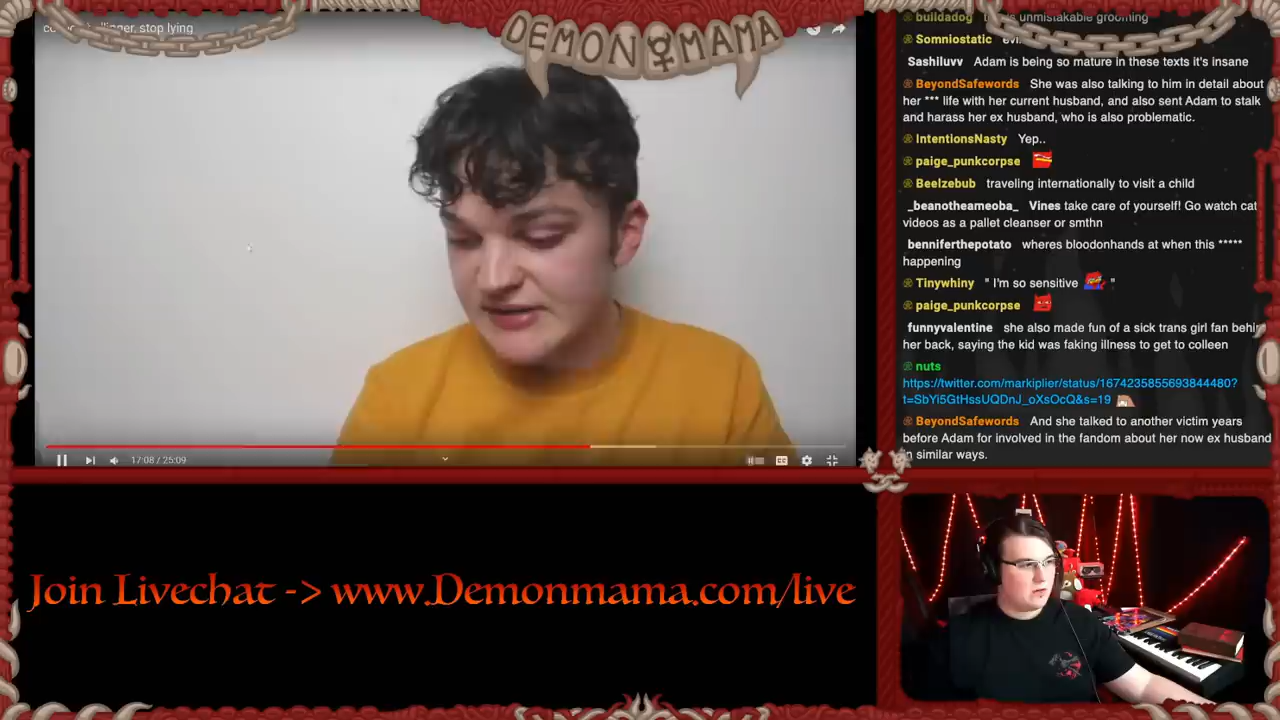 stop lying
DEMON MAMA
17:08 / 25:09
Join Livechat -> www.Demonmama.com/live
builddadog unmistakable grooming
Somniostatic
Sashiluvv Adam is being so mature in these texts it's insane
BeyondSafewords She was also talking to him in detail about
her *** life with her current husband, and also sent Adam to stalk
and harass her ex husband, who is also problematic.
IntentionsNasty Yep..
paige_punkcorpse
Beelzebub traveling internationally to visit a child
_beanotheameoba_ Vines take care of yourself! Go watch cat
videos as a pallet cleanser or smthn
benniferthepotato wheres bloodonhands at when this *****
happening
Tinywhiny " I'm so sensitive "
paige_punkcorpse
funnyvalentine she also made fun of a sick trans girl fan behin
her back, saying the kid was faking illness to get to colleen
nuts
https://twitter.com/markiplier/status/1674235855693844480?
t=SbYi5GtHssUQDnJ_oXsOcQ&s=19
BeyondSafewords And she talked to another victim years
before Adam for involved in the fandom about her now ex husband
in similar ways.